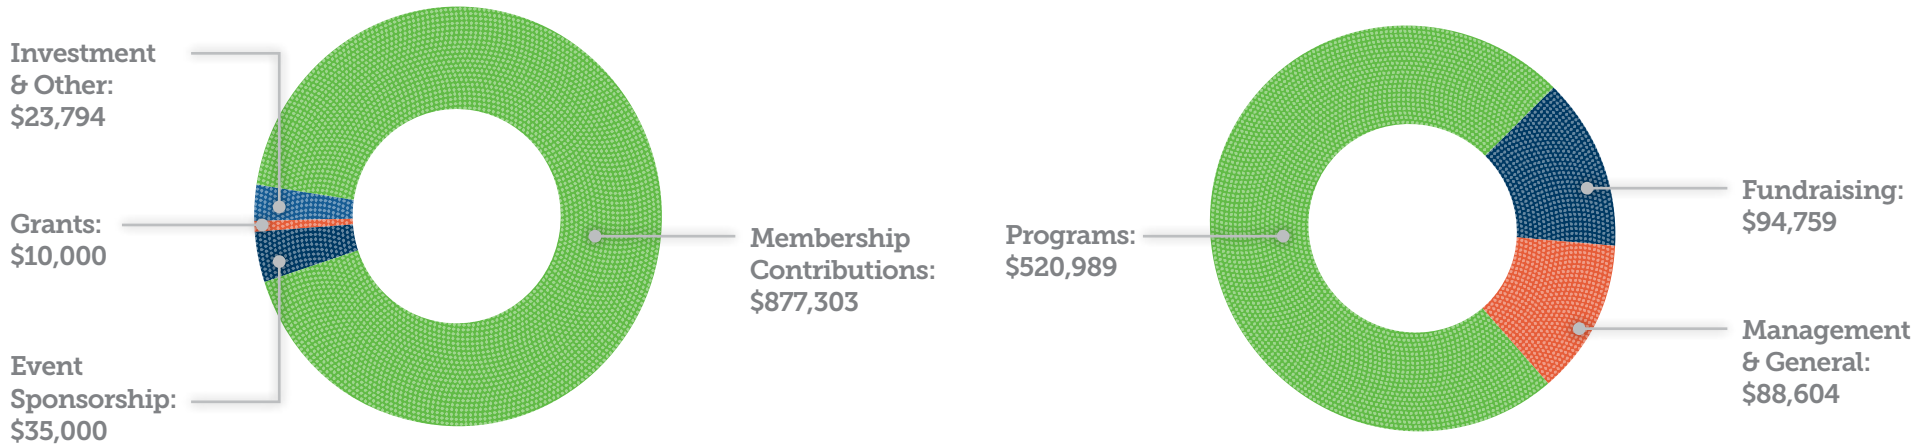 Investment
& Other:
$23,794
Grants:
$10,000
Event
Sponsorship:
$35,000
Membership
Contributions:
$877,303
Programs:
$520,989
Fundraising:
$94,759
Management
& General:
$88,604